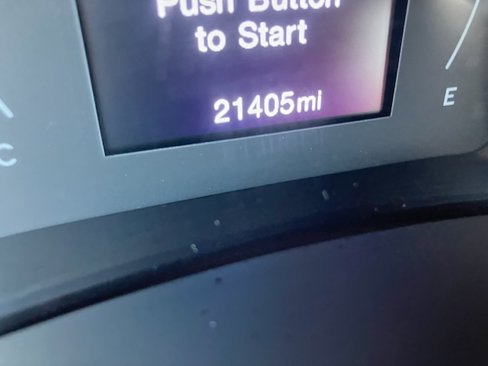 Push Button
to Start
21405mi
E
C